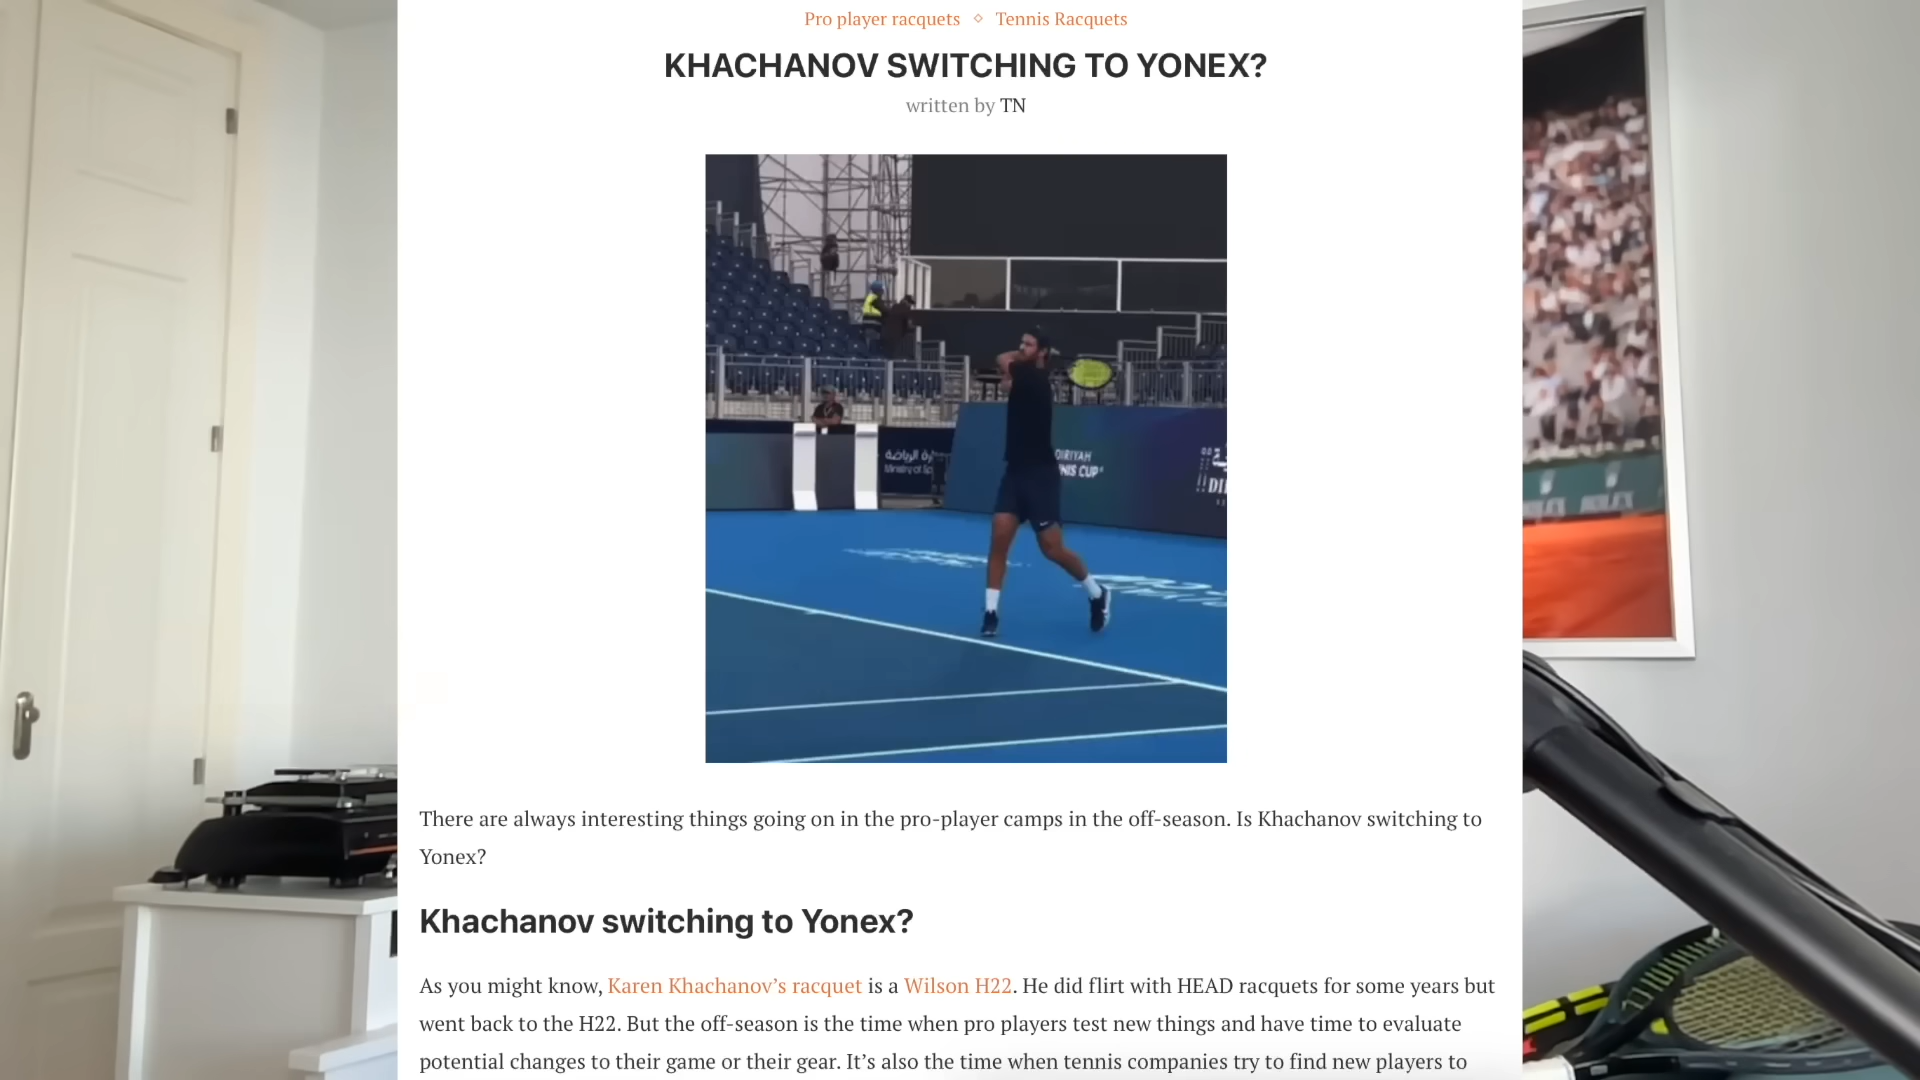 Pro player racquets ◇ Tennis Racquets
KHACHANOV SWITCHING TO YONEX?
written by TN
DIRIYAH
NIS CUP
There are always interesting things going on in the pro-player camps in the off-season. Is Khachanov switching to
Yonex?
Khachanov switching to Yonex?
As you might know, Karen Khachanov’s racquet is a Wilson H22. He did flirt with HEAD racquets for some years but
went back to the H22. But the off-season is the time when pro players test new things and have time to evaluate
potential changes to their game or their gear. It’s also the time when tennis companies try to find new players to